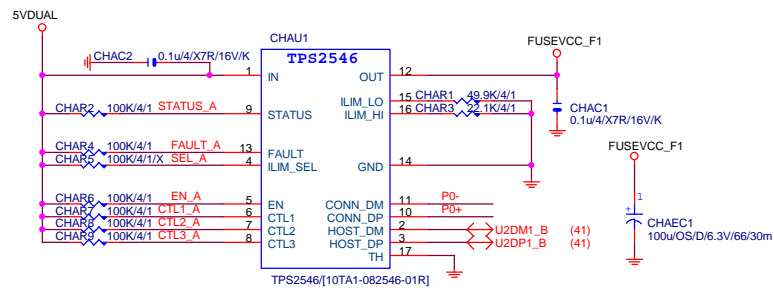 5VDUAL
CHAC2
0.1u/4/X7R/16V/K
CHAU1
TPS2546
FUSEVCC_F1
1 IN
OUT 12
ILIM_LO 15 CHAR1 49.9K/4/1
ILIM_HI 16 CHAR3 22.1K/4/1
CHAR2 100K/4/1 STATUS_A 9 STATUS
CHAC1
0.1u/4/X7R/16V/K
CHAR4 100K/4/1 FAULT_A 13 FAULT
CHAR5 100K/4/1/X SEL_A 4 ILIM_SEL
GND 14
FUSEVCC_F1
CHAR6 100K/4/1 EN_A 5 EN
CHAR7 100K/4/1 CTL1_A 6 CTL1
CHAR8 100K/4/1 CTL2_A 7 CTL2
CHAR9 100K/4/1 CTL3_A 8 CTL3
CONN_DM 11 P0-
CONN_DP 10 P0+
HOST_DM 2 U2DM1_B (41)
HOST_DP 3 U2DP1_B (41)
TH 17
+ 1
CHAEC1
100u/OS/D/6.3V/66/30m
TPS2546/[10TA1-082546-01R]